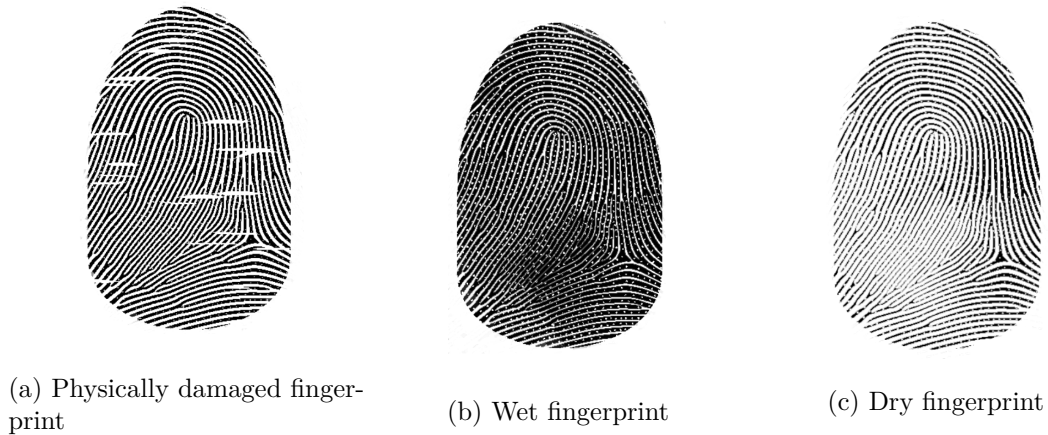 (a) Physically damaged finger-
print
(b) Wet fingerprint
(c) Dry fingerprint